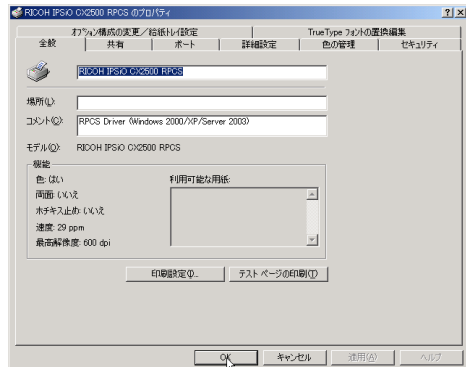 RICOH IPSiO CX2500 RPCS のプロパティ
オプション構成の変更/給紙トレイ設定
TrueType フォントの置換編集
全般
共有
ポート
詳細設定
色の管理
セキュリティ
RICOH IPSiO CX2500 RPCS
場所(L):
コメント(C):
RPCS Driver (Windows 2000/XP/Server 2003)
モデル(O):
RICOH IPSiO CX2500 RPCS
機能
色: はい
利用可能な用紙:
両面: いいえ
ホチキス止め: いいえ
速度: 29 ppm
最高解像度: 600 dpi
印刷設定(I)...
テスト ページの印刷(T)
OK
キャンセル
適用(A)
ヘルプ